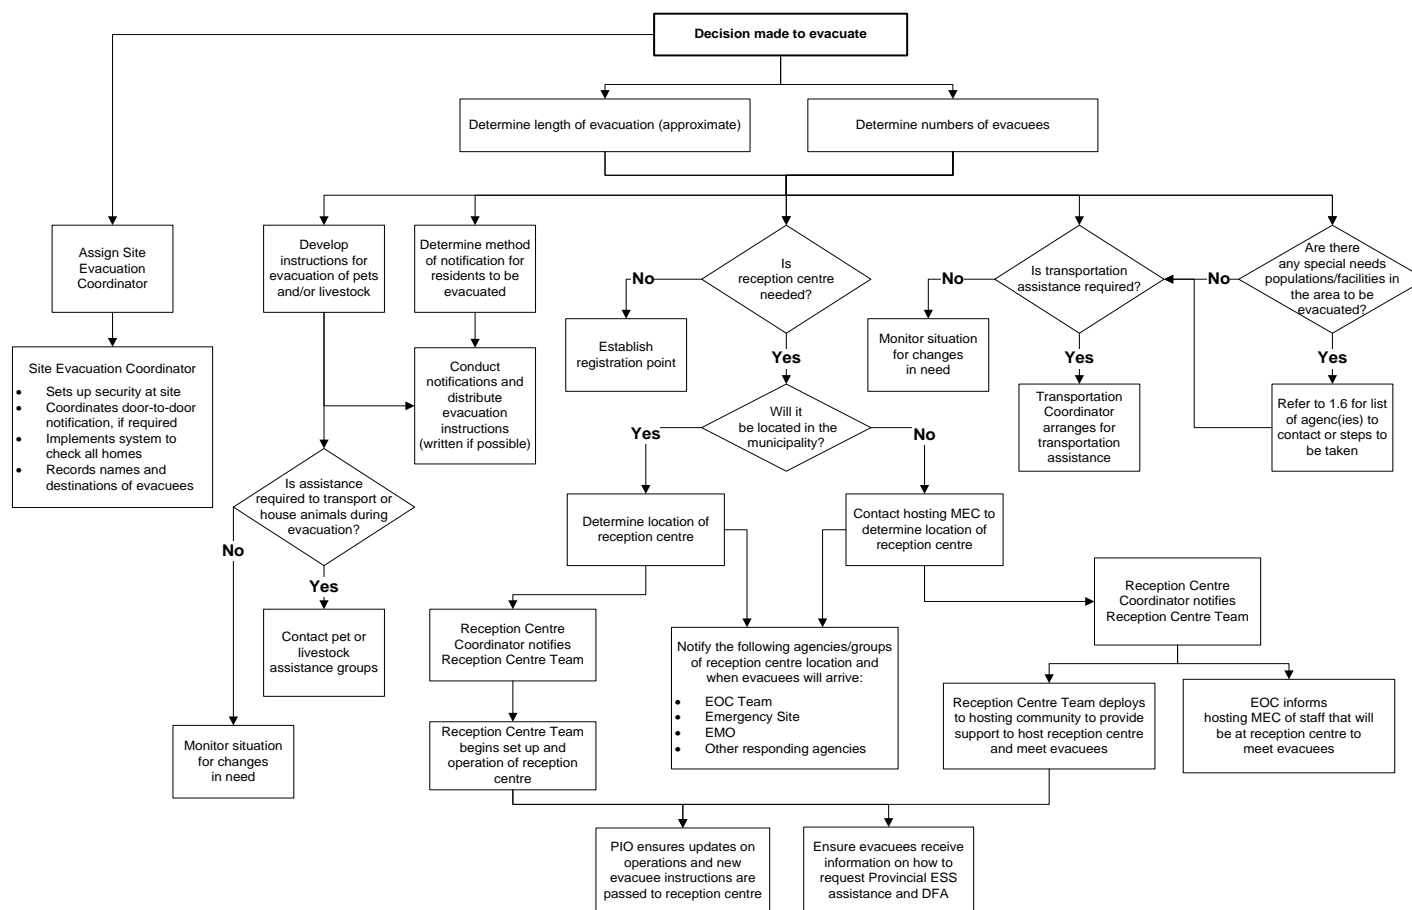 Decision made to evacuate
Determine length of evacuation (approximate)
Determine numbers of evacuees
Assign Site
Evacuation
Coordinator
Develop
instructions for
evacuation of pets
and/or livestock
Determine method
of notification for
residents to be
evacuated
Is
reception centre
needed?
Is transportation
assistance required?
Are there
any special needs
populations/facilities in
the area to be
evacuated?
No
No
No
Site Evacuation Coordinator
• Sets up security at site
• Coordinates door-to-door
notification, if required
• Implements system to
check all homes
• Records names and
destinations of evacuees
Conduct
notifications and
distribute
evacuation
instructions
(written if possible)
Establish
registration point
Yes
Monitor situation
for changes
in need
Yes
Yes
Will it
be located in the
municipality?
Yes
No
Transportation
Coordinator
arranges for
transportation
assistance
Refer to 1.6 for list
of agenc(ies) to
contact or steps to
be taken
Is assistance
required to transport or
house animals during
evacuation?
No
Yes
Determine location of
reception centre
Contact hosting MEC to
determine location of
reception centre
Contact pet or
livestock
assistance groups
Reception Centre
Coordinator notifies
Reception Centre Team
Notify the following agencies/groups
of reception centre location and
when evacuees will arrive:
• EOC Team
• Emergency Site
• EMO
• Other responding agencies
Reception Centre
Coordinator notifies
Reception Centre Team
Monitor situation
for changes
in need
Reception Centre Team
begins set up and
operation of reception
centre
Reception Centre Team deploys
to hosting community to provide
support to host reception centre
and meet evacuees
EOC informs
hosting MEC of staff that will
be at reception centre to
meet evacuees
PIO ensures updates on
operations and new
evacuee instructions are
passed to reception centre
Ensure evacuees receive
information on how to
request Provincial ESS
assistance and DFA